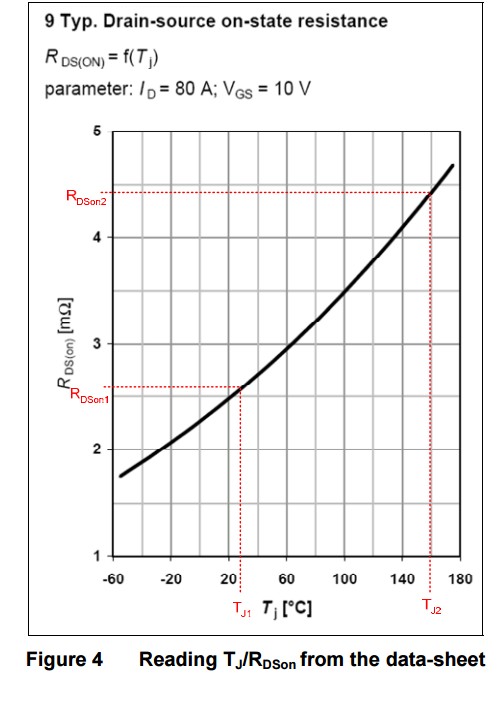 9 Typ. Drain-source on-state resistance
R DS(ON) = f(Tj)
parameter: ID = 80 A; VGS = 10 V
5
RDSon2
4
RDS(on) [mΩ]
3
RDSon1
2
1
-60 -20 20 60 100 140 180
TJ1 Tj [°C] TJ2
Figure 4 Reading TJ/RDSon from the data-sheet